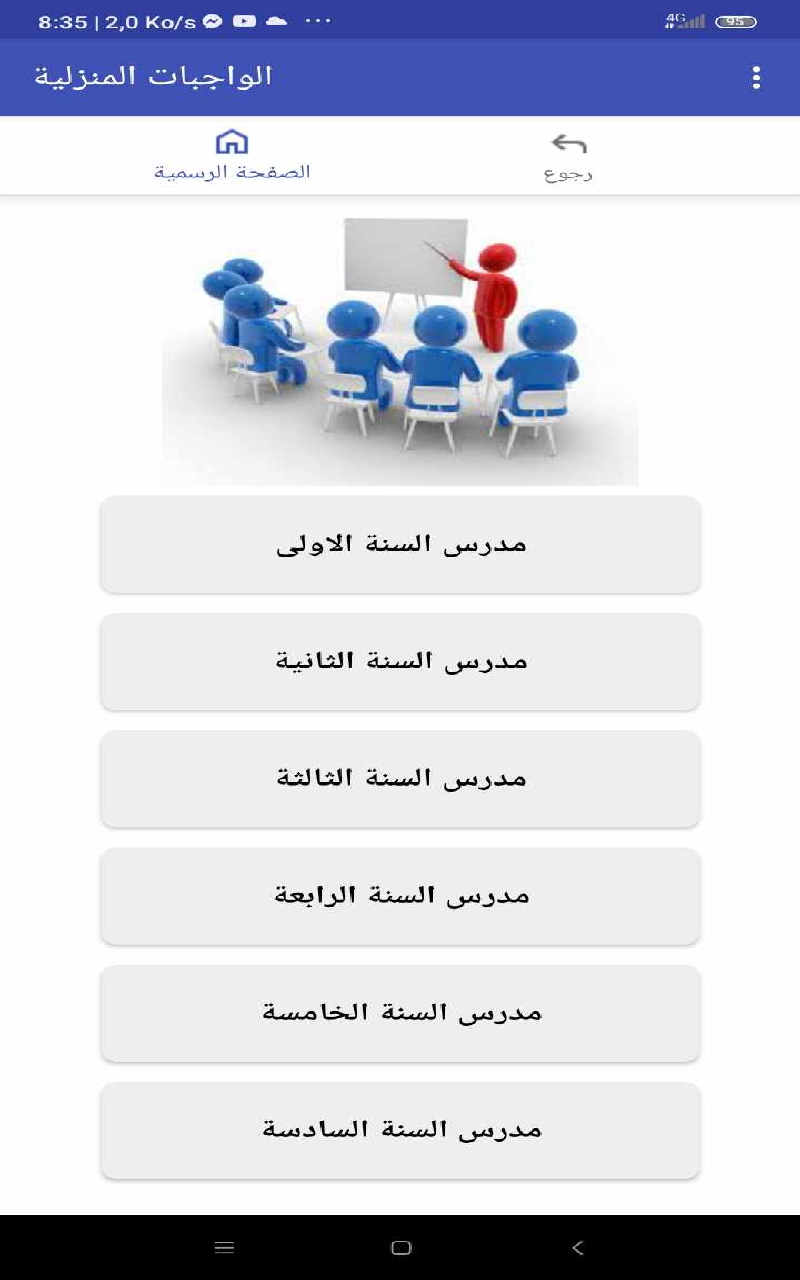 8:35 | 2,0 Ko/s
4G
95
الواجبات المنزلية
رجوع
الصفحة الرسمية
مدرس السنة الاولى
مدرس السنة الثانية
مدرس السنة الثالثة
مدرس السنة الرابعة
مدرس السنة الخامسة
مدرس السنة السادسة